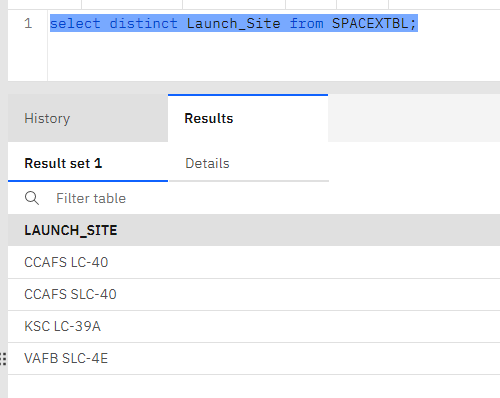 1 select distinct Launch_Site from SPACEXTBL;
History Results
Result set 1 Details
Filter table
LAUNCH_SITE
CCAFS LC-40
CCAFS SLC-40
KSC LC-39A
VAFB SLC-4E